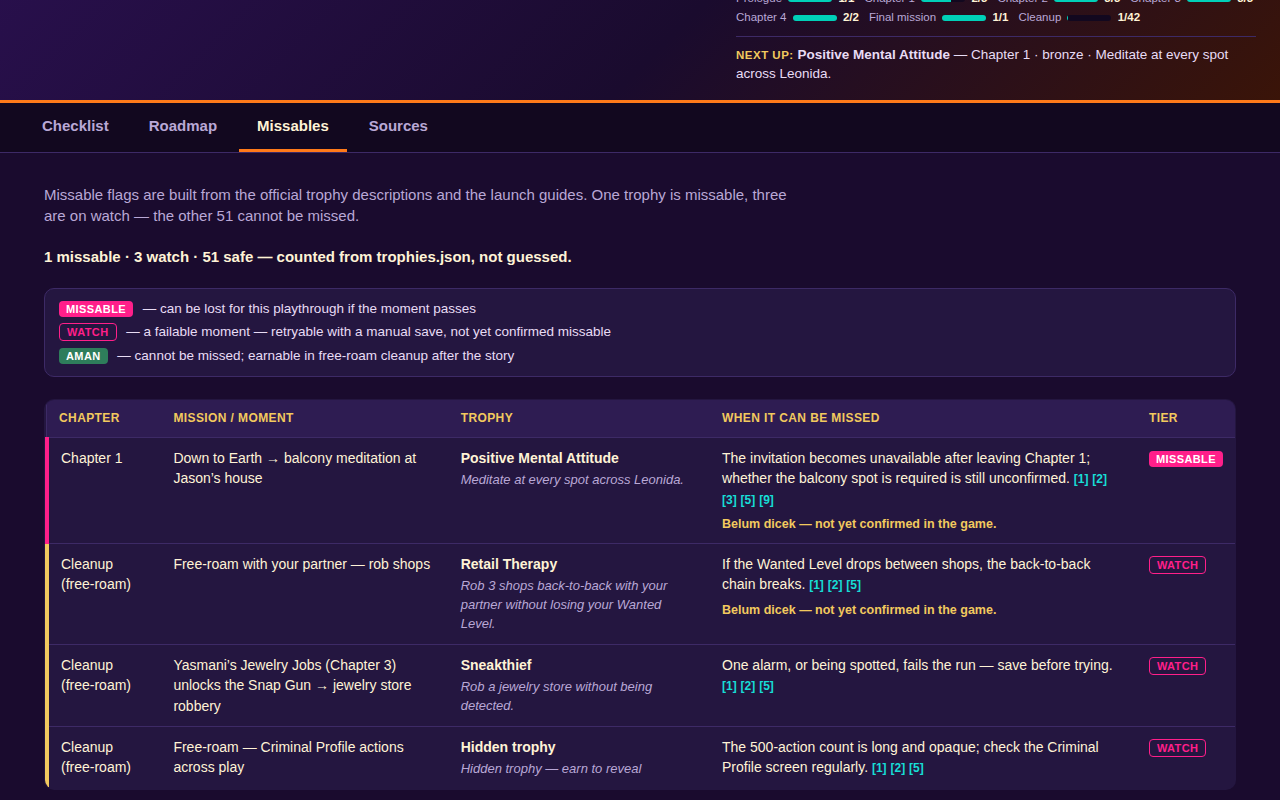 Chapter 4 2/2 Final mission 1/1 Cleanup 1/42
NEXT UP: Positive Mental Attitude — Chapter 1 · bronze · Meditate at every spot
across Leonida.
Checklist Roadmap Missables Sources
Missable flags are built from the official trophy descriptions and the launch guides. One trophy is missable, three
are on watch — the other 51 cannot be missed.
1 missable · 3 watch · 51 safe — counted from trophies.json, not guessed.
MISSABLE — can be lost for this playthrough if the moment passes
WATCH — a failable moment — retryable with a manual save, not yet confirmed missable
AMAN — cannot be missed; earnable in free-roam cleanup after the story
CHAPTER MISSION / MOMENT TROPHY WHEN IT CAN BE MISSED TIER
Chapter 1
Down to Earth → balcony meditation at
Jason’s house
Positive Mental Attitude
Meditate at every spot across Leonida.
The invitation becomes unavailable after leaving Chapter 1;
whether the balcony spot is required is still unconfirmed. [1] [2]
[3] [5] [9]
Belum dicek — not yet confirmed in the game.
MISSABLE
Cleanup
(free-roam)
Free-roam with your partner — rob shops
Retail Therapy
Rob 3 shops back-to-back with your
partner without losing your Wanted
Level.
If the Wanted Level drops between shops, the back-to-back
chain breaks. [1] [2] [5]
Belum dicek — not yet confirmed in the game.
WATCH
Cleanup
(free-roam)
Yasmani’s Jewelry Jobs (Chapter 3)
unlocks the Snap Gun → jewelry store
robbery
Sneakthief
Rob a jewelry store without being
detected.
One alarm, or being spotted, fails the run — save before trying.
[1] [2] [5]
WATCH
Cleanup
(free-roam)
Free-roam — Criminal Profile actions
across play
Hidden trophy
Hidden trophy — earn to reveal
The 500-action count is long and opaque; check the Criminal
Profile screen regularly. [1] [2] [5]
WATCH